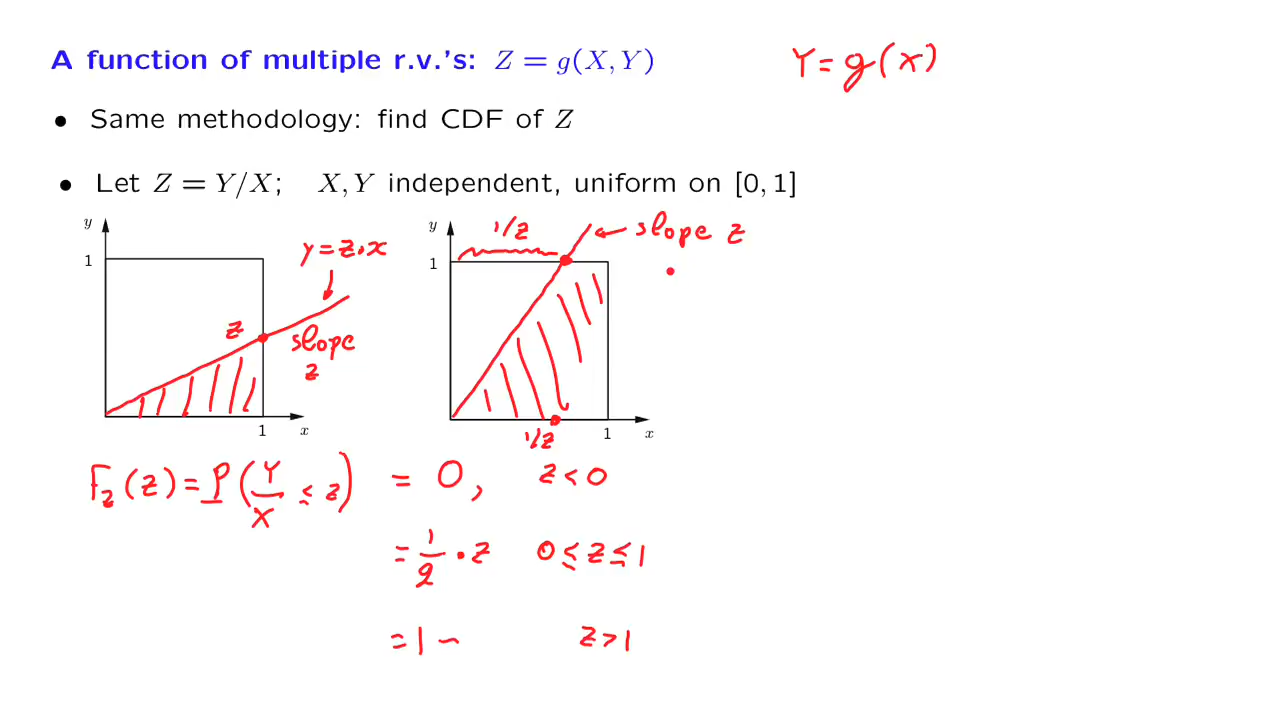 A function of multiple r.v.'s: Z = g(X, Y)
Y = g(X)
• Same methodology: find CDF of Z
• Let Z = Y/X; X, Y independent, uniform on [0, 1]
y
1
y = z·x
z
slope
z
1
x
y
1/z
slope z
1
1/z
1
x
F_Z(z) = P(Y/X ≤ z) = 0, z < 0
= 1/2 · z 0 ≤ z ≤ 1
= 1 − z > 1